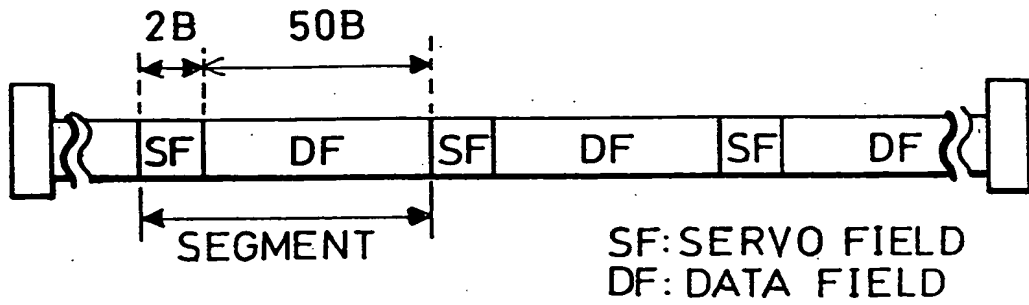 2B 50B
SF DF SF DF SF DF
SEGMENT
SF: SERVO FIELD
DF: DATA FIELD